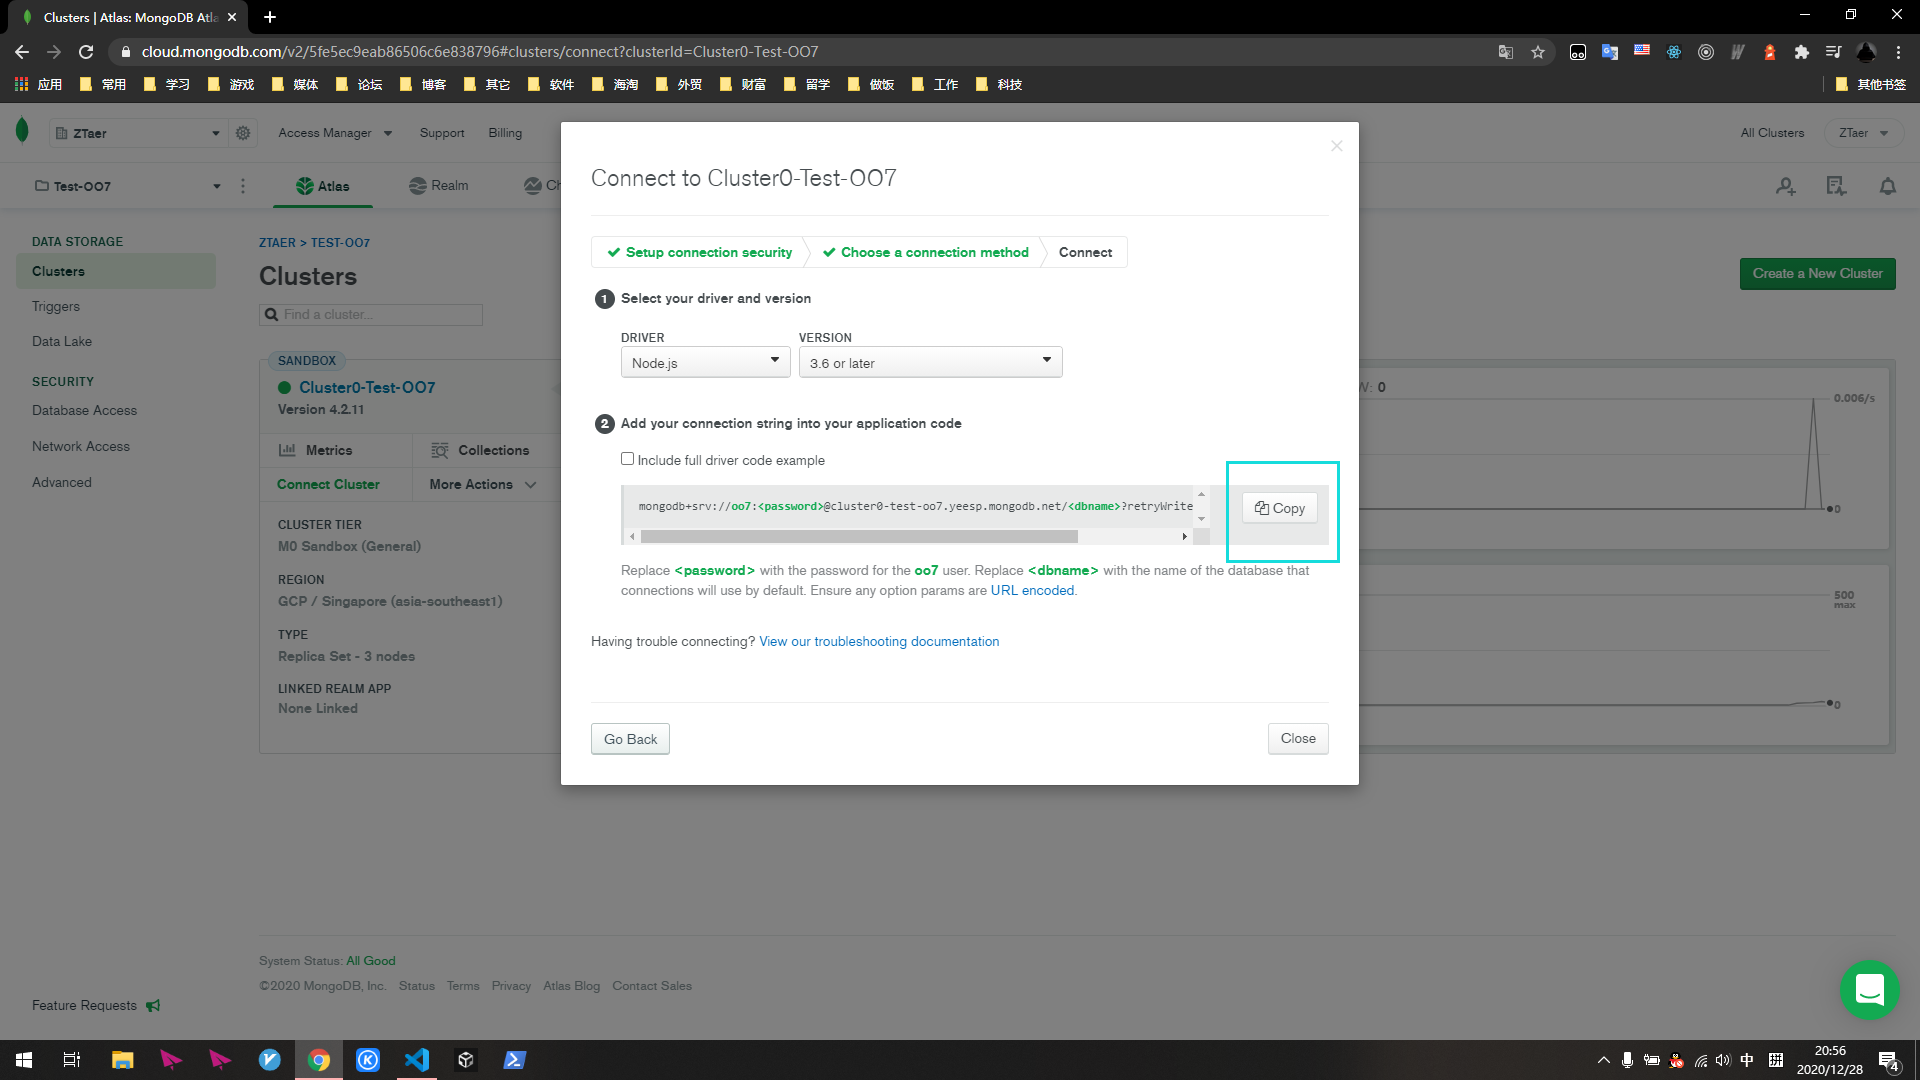 Clusters | Atlas: MongoDB Atla
cloud.mongodb.com/v2/5fe5ec9eab86506c6e838796#clusters/connect?clusterId=Cluster0-Test-OO7
应用 常用 学习 游戏 媒体 论坛 博客 其它 软件 海淘 外贸 财富 留学 做饭 工作 科技 其他书签
ZTaer Access Manager Support Billing All Clusters ZTaer
Test-OO7 Atlas Realm Ch
DATA STORAGE
Clusters
Triggers
Data Lake
SECURITY
Database Access
Network Access
Advanced
Feature Requests
ZTAER > TEST-OO7
Clusters
Create a New Cluster
Find a cluster...
SANDBOX
Cluster0-Test-OO7
Version 4.2.11
Metrics Collections
Connect Cluster More Actions
CLUSTER TIER
M0 Sandbox (General)
REGION
GCP / Singapore (asia-southeast1)
TYPE
Replica Set - 3 nodes
LINKED REALM APP
None Linked
Connect to Cluster0-Test-OO7
Setup connection security Choose a connection method Connect
1 Select your driver and version
DRIVER VERSION
Node.js 3.6 or later
2 Add your connection string into your application code
Include full driver code example
mongodb+srv://oo7:<password>@cluster0-test-oo7.yeesp.mongodb.net/<dbname>?retryWrite
Copy
Replace <password> with the password for the oo7 user. Replace <dbname> with the name of the database that
connections will use by default. Ensure any option params are URL encoded.
Having trouble connecting? View our troubleshooting documentation
Go Back Close
W: 0
0.006/s
0
500
max
0
System Status: All Good
©2020 MongoDB, Inc. Status Terms Privacy Atlas Blog Contact Sales
中 拼
20:56
2020/12/28
4